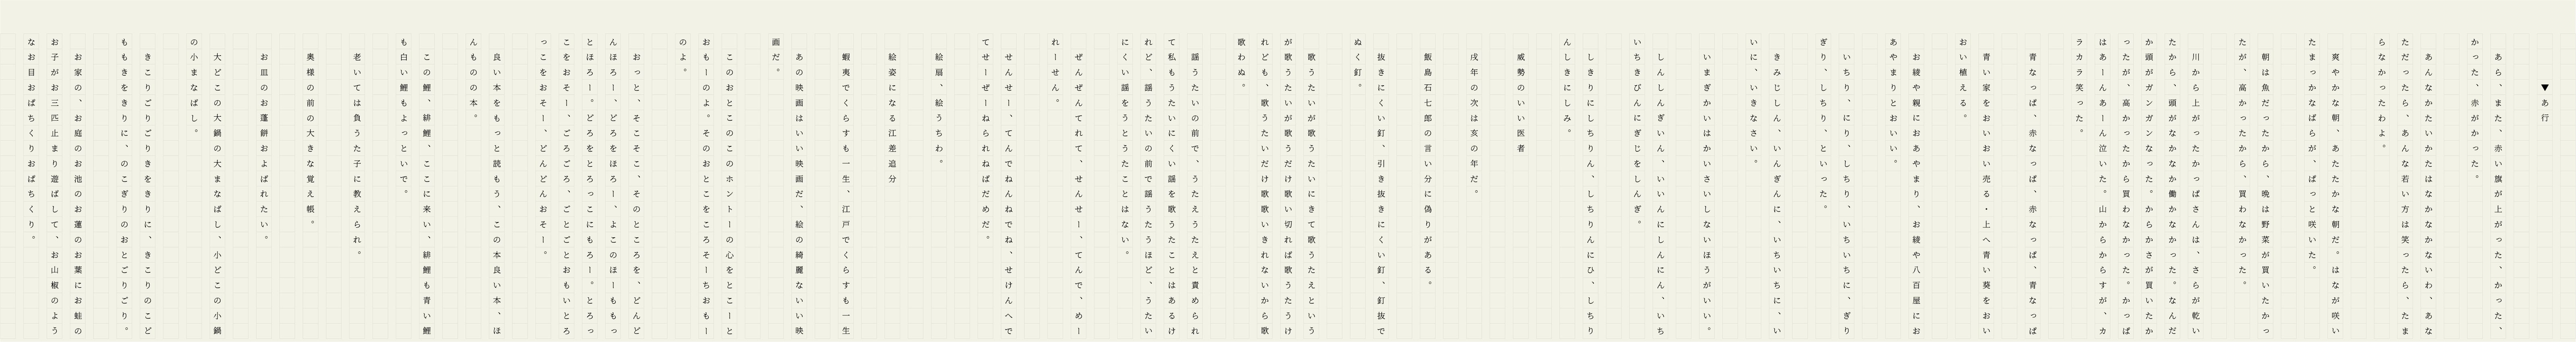 ▼あ行
あら、また、赤い旗が上がった、かった、
かった、赤がかった。
あんなかたいかたはなかなかないわ、あな
ただったら、あんな若い方は笑ったら、たま
らなかったわよ。
爽やかな朝、あたたかな朝だ。はなが咲い
たまっかなばらが、ぱっと咲いた。
朝は魚だったから、晩は野菜が買いたかっ
たが、高かったから、買わなかった。
川から上がったかっぱさんは、さらが乾い
たから、頭がなかなか働かなかった。なんだ
か頭がガンガンなった。からかさが買いたか
ったが、高かったから買わなかった。かっぱ
はあーんあーん泣いた。山からからすが、カ
ラカラ笑った。
青なっぱ、赤なっぱ、赤なっぱ、青なっぱ
青い家をおいおい売る・上へ青い葵をおい
おい植える。
お綾や親におあやまり、お綾や八百屋にお
あやまりとおいい。
いちり、にり、しちり、いちいちに、ぎり
ぎり、しちり、といった。
きみじしん、いんぎんに、いちいちに、い
いに、いきなさい。
いまぎかいはかいさいしないほうがいい。
しんしんぎいん、いいんにしんにん、いち
いちきびんにぎじをしんぎ。
しきりにしちりん、しちりんにひ、しちり
んしきにしみ。
威勢のいい医者
戌年の次は亥の年だ。
飯島石七郎の言い分に偽りがある。
抜きにくい釘、引き抜きにくい釘、釘抜で
ぬく釘。
歌うたいが歌うたいにきて歌うたえという
が歌うたいが歌うだけ歌い切れば歌うたうけ
れども、歌うたいだけ歌歌いきれないから歌
歌わぬ。
謡うたいの前で、うたえうたえと責められ
て私もうたいにくい謡を歌うたことはあるけ
れど、謡うたいの前で謡うたうほど、うたい
にくい謡をうとうたことはない。
ぜんぜんてれて、せんせー、てんで、めー
れーせん。
せんせー、てんでねんねでね、せけんへで
てせーぜーねられねばだめだ。
絵扇、絵うちわ。
絵姿になる江差追分
蝦夷でくらすも一生、江戸でくらすも一生
あの映画はいい映画だ、絵の綺麗ないい映
画だ。
このおとこのこのホントーの心をとこーと
おもーのよ。そのおとこをころそーちおもー
のよ。
おっと、そこそこ、そのところを、どんど
んほろー、どろをほろー、よこのほーももっ
とほろー。どろをとろっこにもろー。とろっ
こをおそー、ごろごろ、ごとごとおもいとろ
っこをおそー、どんどんおそー。
良い本をもっと読もう、この本良い本、ほ
んものの本。
この鯉、緋鯉、ここに来い、緋鯉も青い鯉
も白い鯉もよっといで。
老いては負うた子に教えられ。
奥様の前の大きな覚え帳。
お皿のお蓬餅およばれたい。
大どこの大鍋の大まなばし、小どこの小鍋
の小まなばし。
きこりごりごりきをきりに、きこりのこど
ももきをきりに、のこぎりのおとごりごり。
お家の、お庭のお池のお蓮のお葉にお蛙の
お子がお三匹止まり遊ばして、お山椒のよう
なお目おぱちくりおぱちくり。